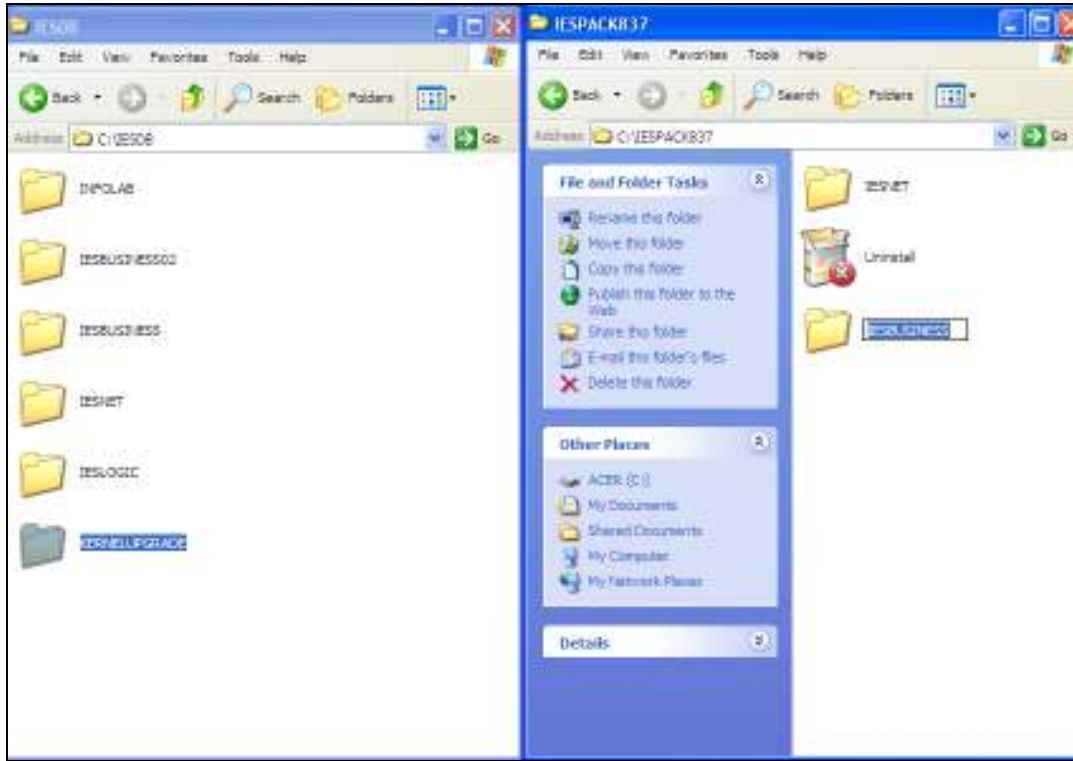 IESDB
File Edit View Favorites Tools Help
Back Search Folders
Address C:\IESDB Go
INFOLAB
IESBUSINESS02
IESBUSINESS
IESNET
IESLOGIC
KERNELUPGRADE
IESPACK837
File Edit View Favorites Tools Help
Back Search Folders
Address C:\IESPACK837 Go
File and Folder Tasks
Rename this folder
Move this folder
Copy this folder
Publish this folder to the
Web
Share this folder
E-mail this folder's files
Delete this folder
Other Places
ACER (C:)
My Documents
Shared Documents
My Computer
My Network Places
Details
IESNET
Uninstall
IESBUSINESS